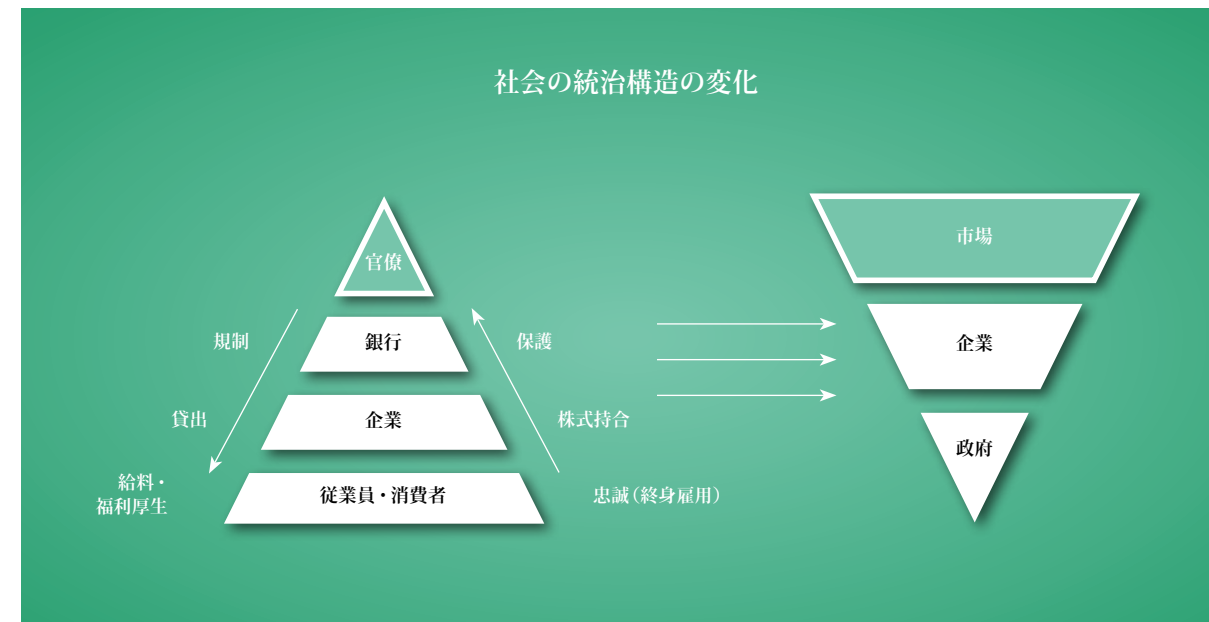 社会の統治構造の変化
官僚
規制
銀行
保護
貸出
企業
株式持合
給料・
福利厚生
従業員・消費者
忠誠（終身雇用）
市場
企業
政府